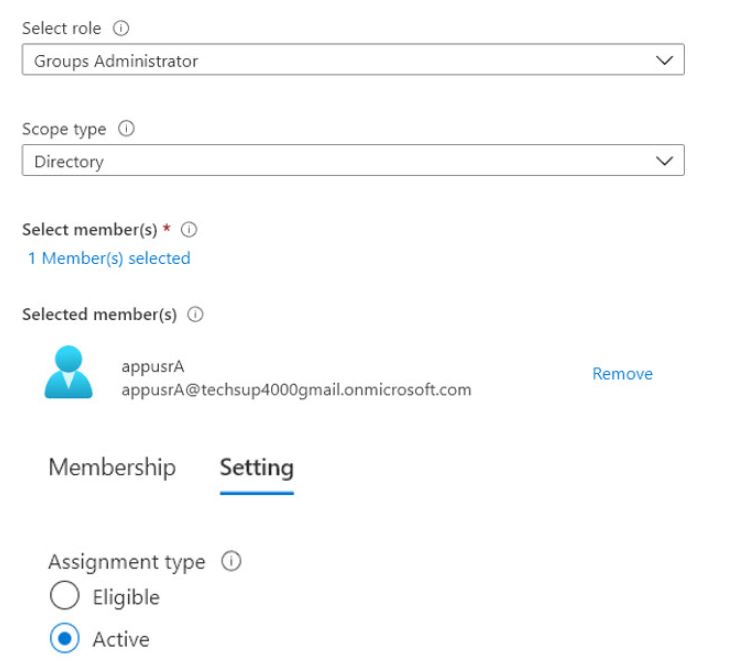 Select role
Groups Administrator
Scope type
Directory
Select member(s) *
1 Member(s) selected
Selected member(s)
appusrA
appusrA@techsup4000gmail.onmicrosoft.com
Remove
Membership Setting
Assignment type
Eligible
Active